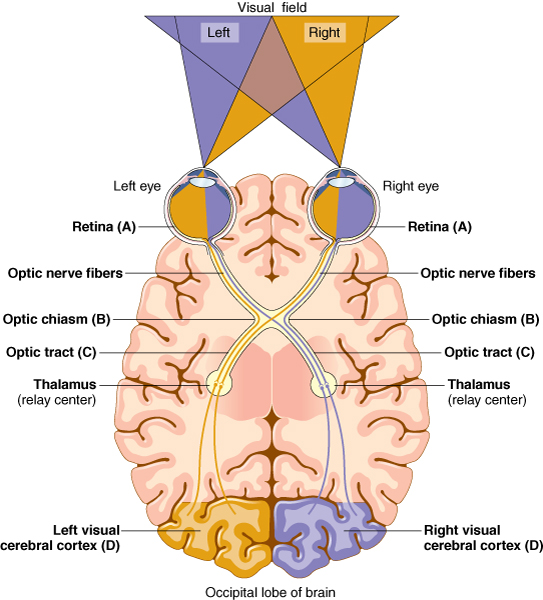 Visual field
Left
Right
Left eye
Right eye
Retina (A)
Retina (A)
Optic nerve fibers
Optic nerve fibers
Optic chiasm (B)
Optic chiasm (B)
Optic tract (C)
Optic tract (C)
Thalamus
(relay center)
Thalamus
(relay center)
Left visual
cerebral cortex (D)
Right visual
cerebral cortex (D)
Occipital lobe of brain